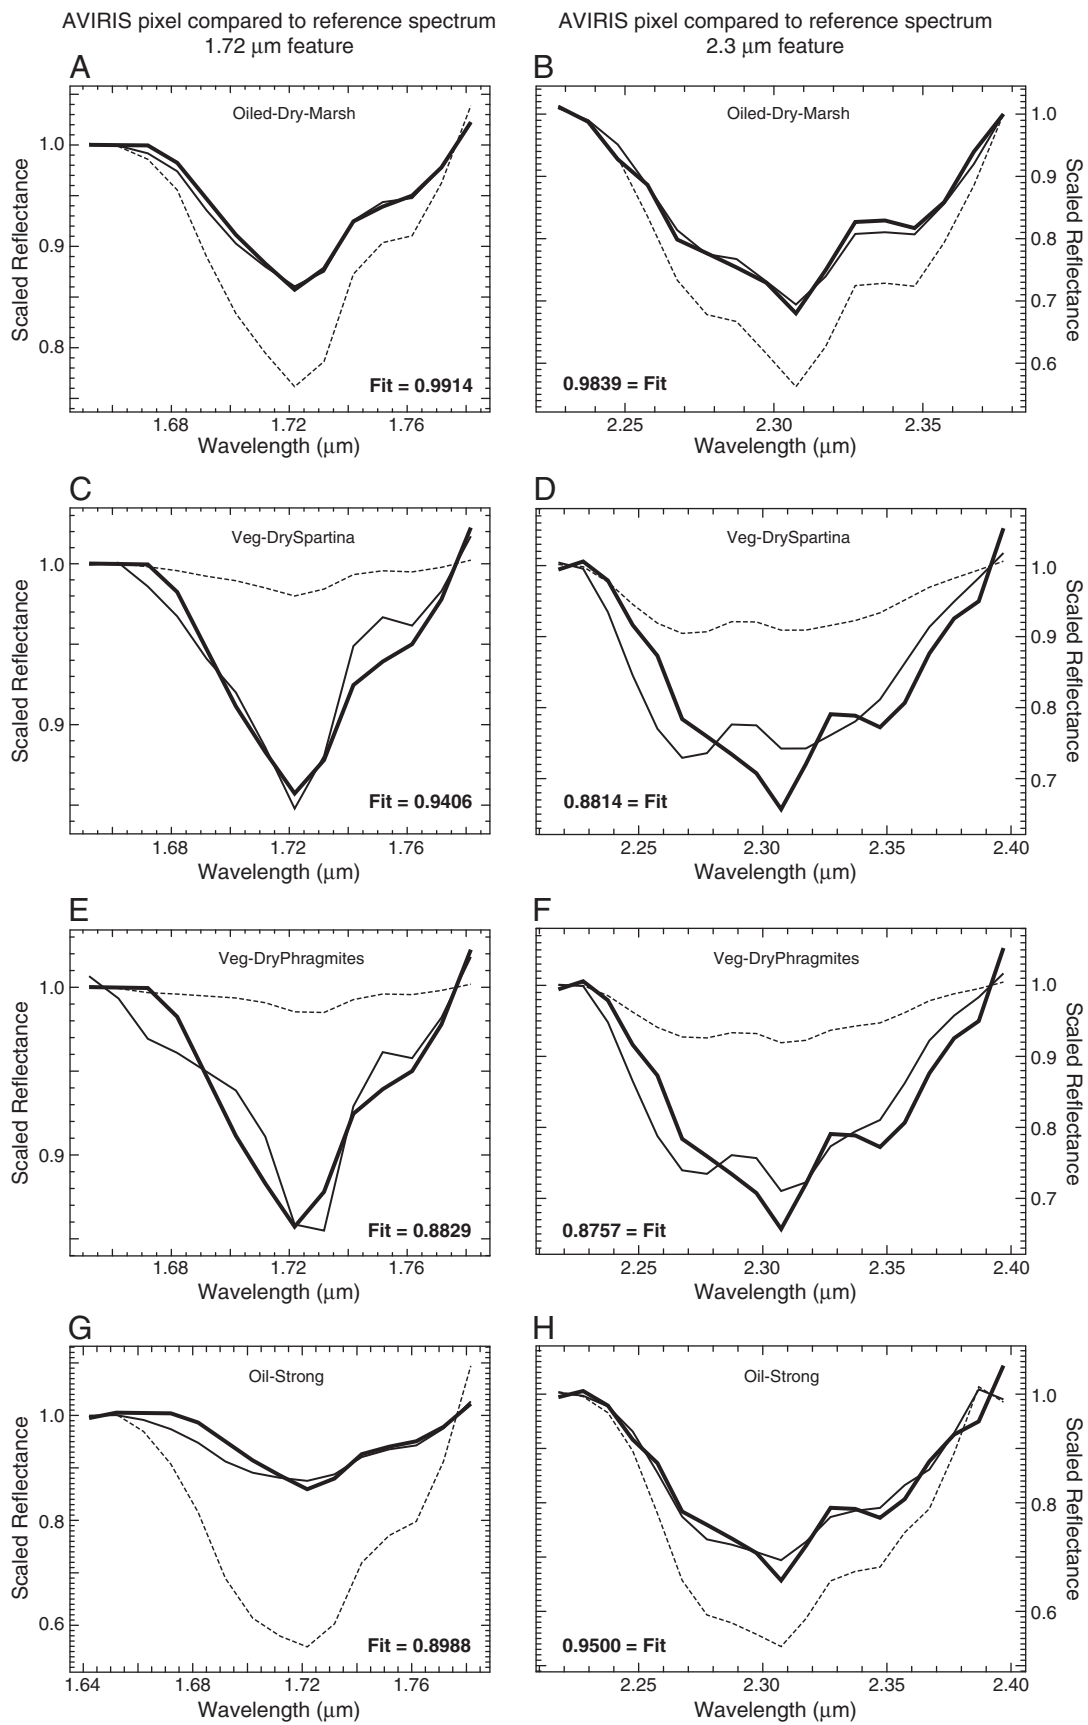 AVIRIS pixel compared to reference spectrum
1.72 μm feature
AVIRIS pixel compared to reference spectrum
2.3 μm feature
A
Oiled-Dry-Marsh
1.0
0.9
0.8
Scaled Reflectance
Fit = 0.9914
1.68
1.72
1.76
Wavelength (μm)
B
Oiled-Dry-Marsh
1.0
0.9
0.8
0.7
0.6
Scaled Reflectance
0.9839 = Fit
2.25
2.30
2.35
Wavelength (μm)
C
Veg-DrySpartina
1.0
0.9
Scaled Reflectance
Fit = 0.9406
1.68
1.72
1.76
Wavelength (μm)
D
Veg-DrySpartina
1.0
0.9
0.8
0.7
Scaled Reflectance
0.8814 = Fit
2.25
2.30
2.35
2.40
Wavelength (μm)
E
Veg-DryPhragmites
1.0
0.9
Scaled Reflectance
Fit = 0.8829
1.68
1.72
1.76
Wavelength (μm)
F
Veg-DryPhragmites
1.0
0.9
0.8
0.7
Scaled Reflectance
0.8757 = Fit
2.25
2.30
2.35
2.40
Wavelength (μm)
G
Oil-Strong
1.0
0.8
0.6
Scaled Reflectance
Fit = 0.8988
1.64
1.68
1.72
1.76
Wavelength (μm)
H
Oil-Strong
1.0
0.8
0.6
Scaled Reflectance
0.9500 = Fit
2.25
2.30
2.35
2.40
Wavelength (μm)